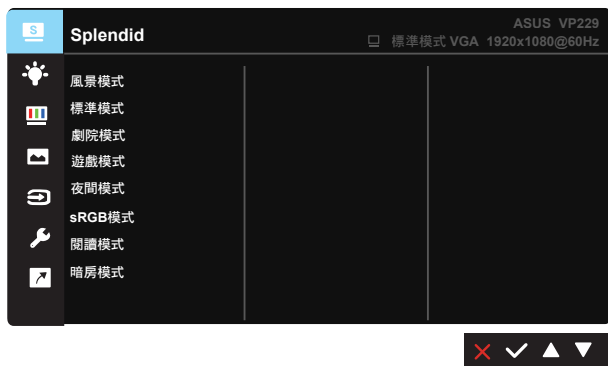 S
Splendid
ASUS VP229
標準模式 VGA 1920x1080@60Hz
風景模式
標準模式
劇院模式
遊戲模式
夜間模式
sRGB模式
閱讀模式
暗房模式